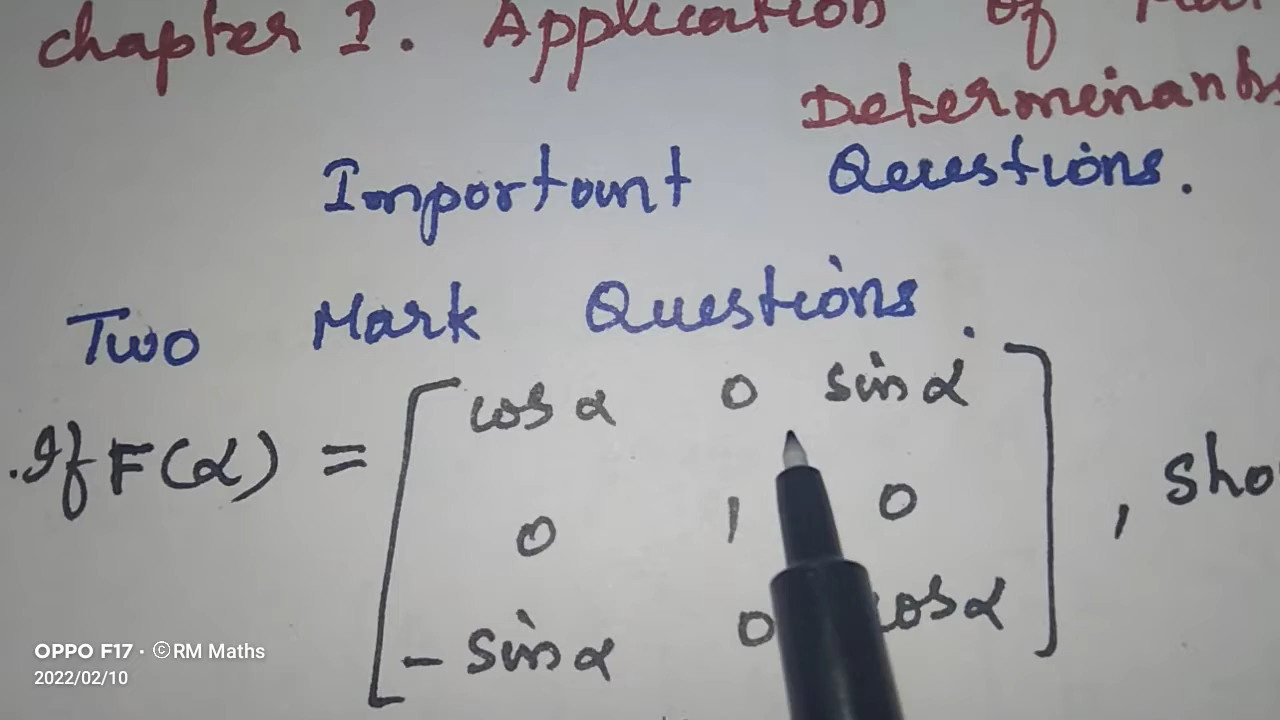 chapter 1. Application of
Determinants
Important Questions.
Two Mark Questions.
.If F(α) = [ cos α 0 sin α
0 1 0
- sin α 0 cos α ] , sho
OPPO F17 · ©RM Maths
2022/02/10